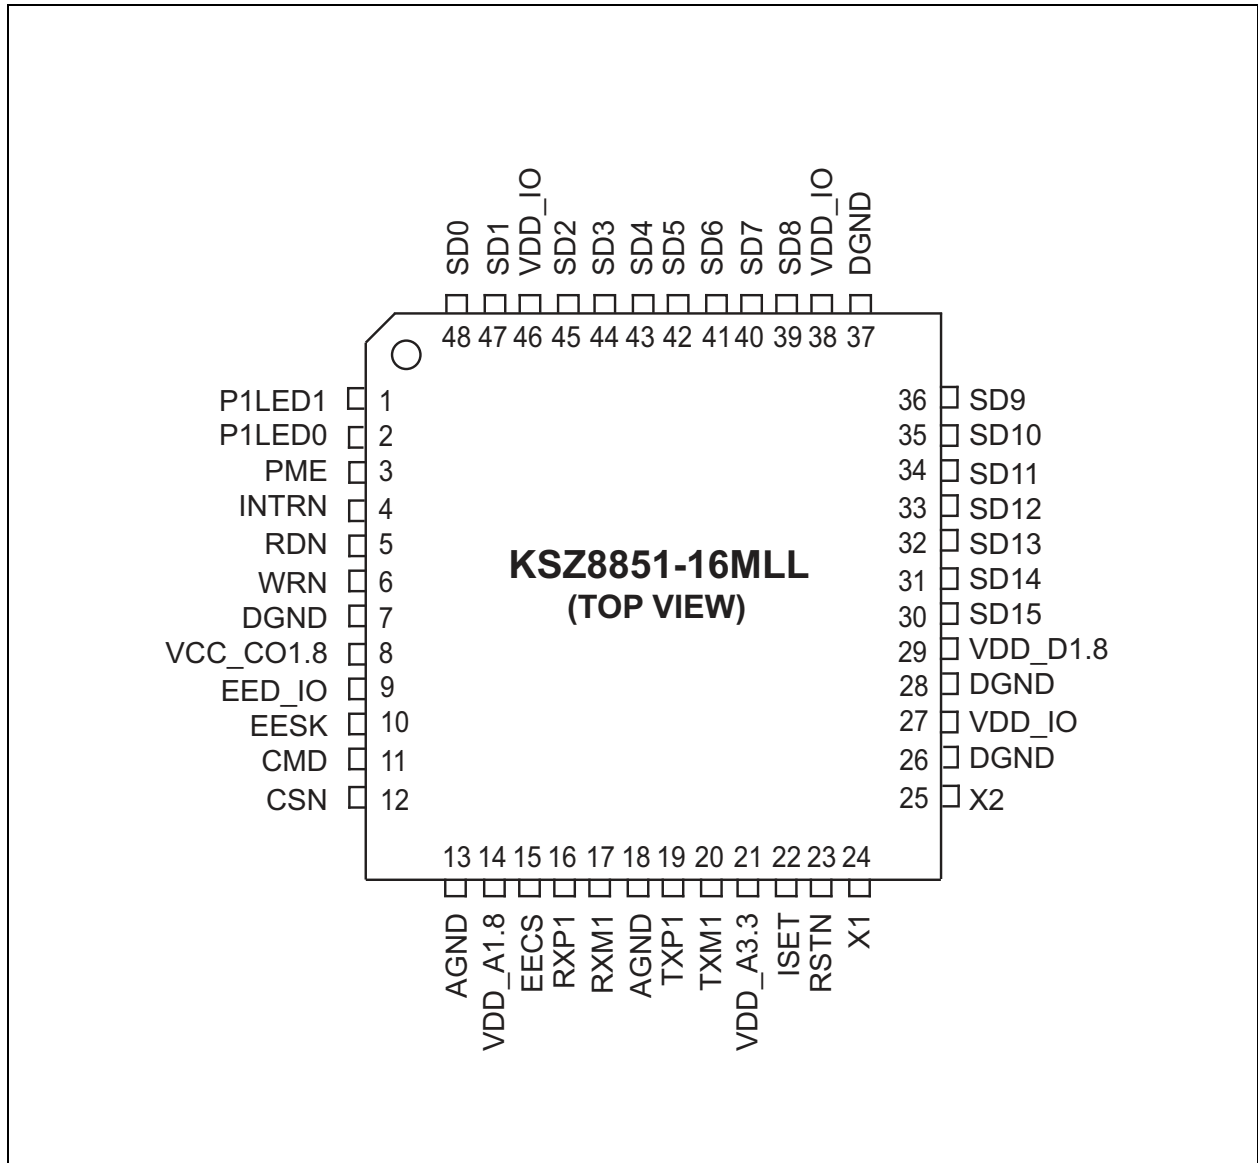 SD0
SD1
VDD_IO
SD2
SD3
SD4
SD5
SD6
SD7
SD8
VDD_IO
DGND
48 47 46 45 44 43 42 41 40 39 38 37
P1LED1 1
P1LED0 2
PME 3
INTRN 4
RDN 5
WRN 6
DGND 7
VCC_CO1.8 8
EED_IO 9
EESK 10
CMD 11
CSN 12
KSZ8851-16MLL
(TOP VIEW)
36 SD9
35 SD10
34 SD11
33 SD12
32 SD13
31 SD14
30 SD15
29 VDD_D1.8
28 DGND
27 VDD_IO
26 DGND
25 X2
13 14 15 16 17 18 19 20 21 22 23 24
AGND
VDD_A1.8
EECS
RXP1
RXM1
AGND
TXP1
TXM1
VDD_A3.3
ISET
RSTN
X1